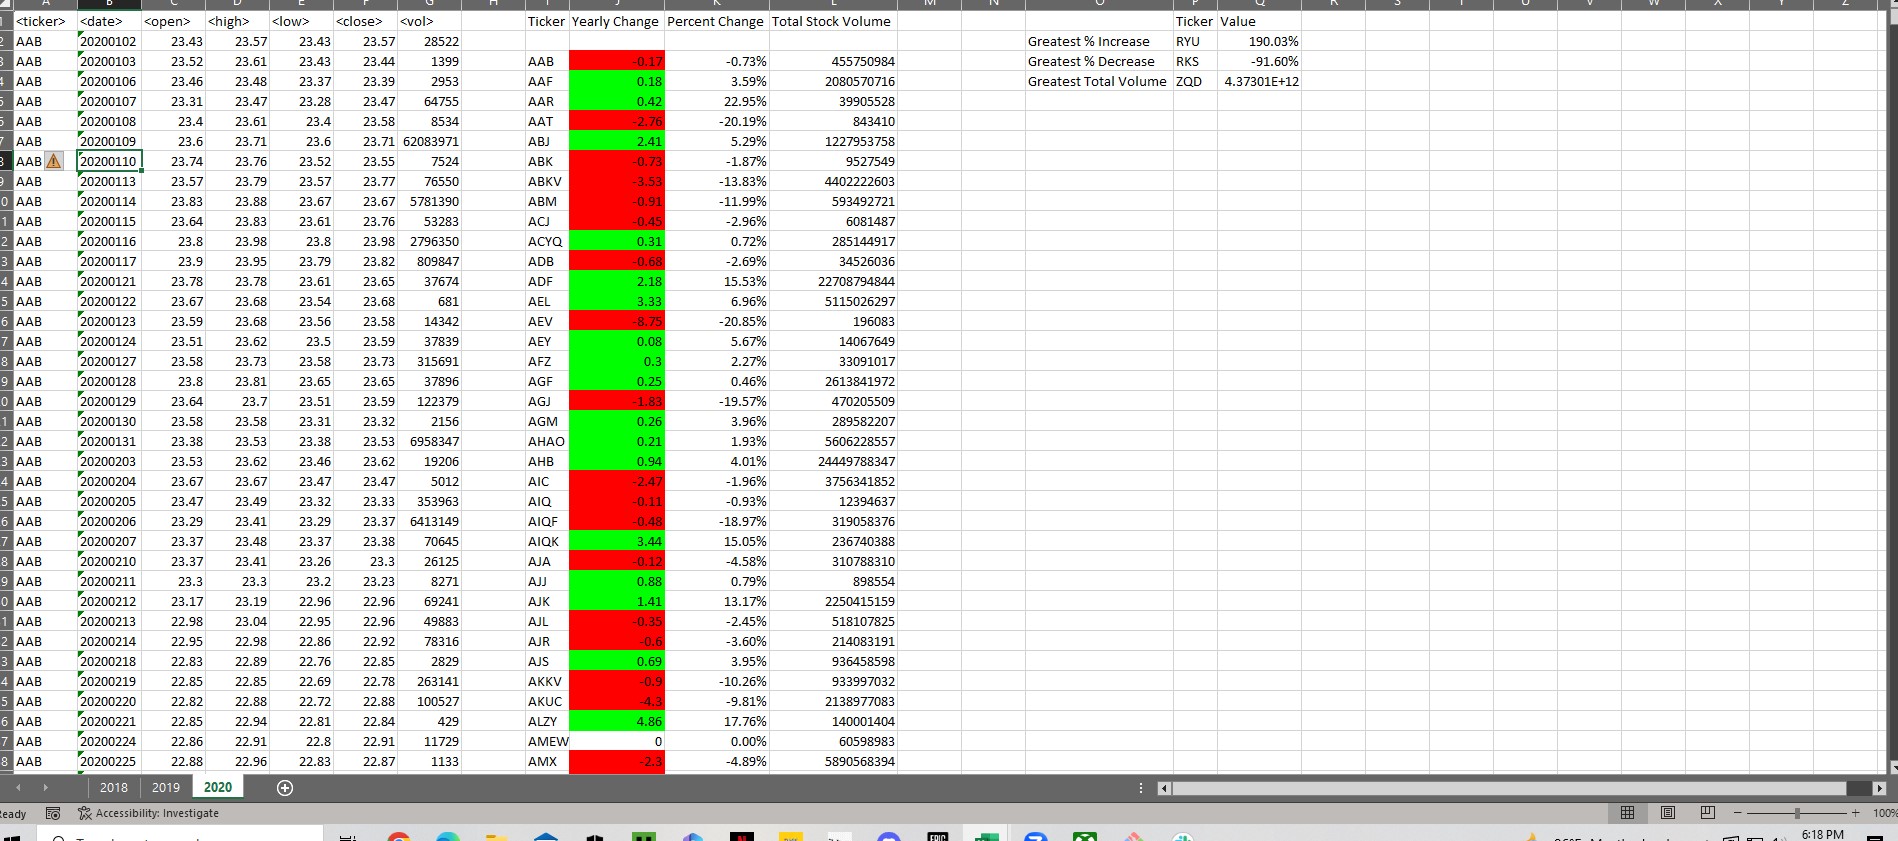 A B C D E F G H I J K L M N O P Q R S T U V W X Y Z
<ticker> <date> <open> <high> <low> <close> <vol> Ticker Yearly Change Percent Change Total Stock Volume Ticker Value
2 AAB 20200102 23.43 23.57 23.43 23.57 28522 Greatest % Increase RYU 190.03%
3 AAB 20200103 23.52 23.61 23.43 23.44 1399 AAB -0.17 -0.73% 455750984 Greatest % Decrease RKS -91.60%
4 AAB 20200106 23.46 23.48 23.37 23.39 2953 AAF 0.18 3.59% 2080570716 Greatest Total Volume ZQD 4.37301E+12
5 AAB 20200107 23.31 23.47 23.28 23.47 64755 AAR 0.42 22.95% 39905528
6 AAB 20200108 23.4 23.61 23.4 23.58 8534 AAT -2.76 -20.19% 843410
7 AAB 20200109 23.6 23.71 23.6 23.71 62083971 ABJ 2.41 5.29% 1227953758
8 AAB 20200110 23.74 23.76 23.52 23.55 7524 ABK -0.73 -1.87% 9527549
9 AAB 20200113 23.57 23.79 23.57 23.77 76550 ABKV -3.53 -13.83% 4402222603
0 AAB 20200114 23.83 23.88 23.67 23.67 5781390 ABM -0.91 -11.99% 593492721
1 AAB 20200115 23.64 23.83 23.61 23.76 53283 ACJ -0.45 -2.96% 6081487
2 AAB 20200116 23.8 23.98 23.8 23.98 2796350 ACYQ 0.31 0.72% 285144917
3 AAB 20200117 23.9 23.95 23.79 23.82 809847 ADB -0.68 -2.69% 34526036
4 AAB 20200121 23.78 23.78 23.61 23.65 37674 ADF 2.18 15.53% 22708794844
5 AAB 20200122 23.67 23.68 23.54 23.68 681 AEL 3.33 6.96% 5115026297
6 AAB 20200123 23.59 23.68 23.56 23.58 14342 AEV -8.75 -20.85% 196083
7 AAB 20200124 23.51 23.62 23.5 23.59 37839 AEY 0.08 5.67% 14067649
8 AAB 20200127 23.58 23.73 23.58 23.73 315691 AFZ 0.3 2.27% 33091017
9 AAB 20200128 23.8 23.81 23.65 23.65 37896 AGF 0.25 0.46% 2613841972
0 AAB 20200129 23.64 23.7 23.51 23.59 122379 AGJ -1.83 -19.57% 470205509
1 AAB 20200130 23.58 23.58 23.31 23.32 2156 AGM 0.26 3.96% 289582207
2 AAB 20200131 23.38 23.53 23.38 23.53 6958347 AHAO 0.21 1.93% 5606228557
3 AAB 20200203 23.53 23.62 23.46 23.62 19206 AHB 0.94 4.01% 24449788347
4 AAB 20200204 23.67 23.67 23.47 23.47 5012 AIC -2.47 -1.96% 3756341852
5 AAB 20200205 23.47 23.49 23.32 23.33 353963 AIQ -0.11 -0.93% 12394637
6 AAB 20200206 23.29 23.41 23.29 23.37 6413149 AIQF -0.48 -18.97% 319058376
7 AAB 20200207 23.37 23.48 23.37 23.38 70645 AIQK 3.44 15.05% 236740388
8 AAB 20200210 23.37 23.41 23.26 23.3 26125 AJA -0.12 -4.58% 310788310
9 AAB 20200211 23.3 23.3 23.2 23.23 8271 AJJ 0.88 0.79% 898554
0 AAB 20200212 23.17 23.19 22.96 22.96 69241 AJK 1.41 13.17% 2250415159
1 AAB 20200213 22.98 23.04 22.95 22.96 49883 AJL -0.35 -2.45% 518107825
2 AAB 20200214 22.95 22.98 22.86 22.92 78316 AJR -0.6 -3.60% 214083191
3 AAB 20200218 22.83 22.89 22.76 22.85 2829 AJS 0.69 3.95% 936458598
4 AAB 20200219 22.85 22.85 22.69 22.78 263141 AKKV -0.9 -10.26% 933997032
5 AAB 20200220 22.82 22.88 22.72 22.88 100527 AKUC -4.3 -9.81% 2138977083
6 AAB 20200221 22.85 22.94 22.81 22.84 429 ALZY 4.86 17.76% 140001404
7 AAB 20200224 22.86 22.91 22.8 22.91 11729 AMEW 0 0.00% 60598983
8 AAB 20200225 22.88 22.96 22.83 22.87 1133 AMX -2.3 -4.89% 5890568394
2018 2019 2020
eady Accessibility: Investigate 100%
6:18 PM